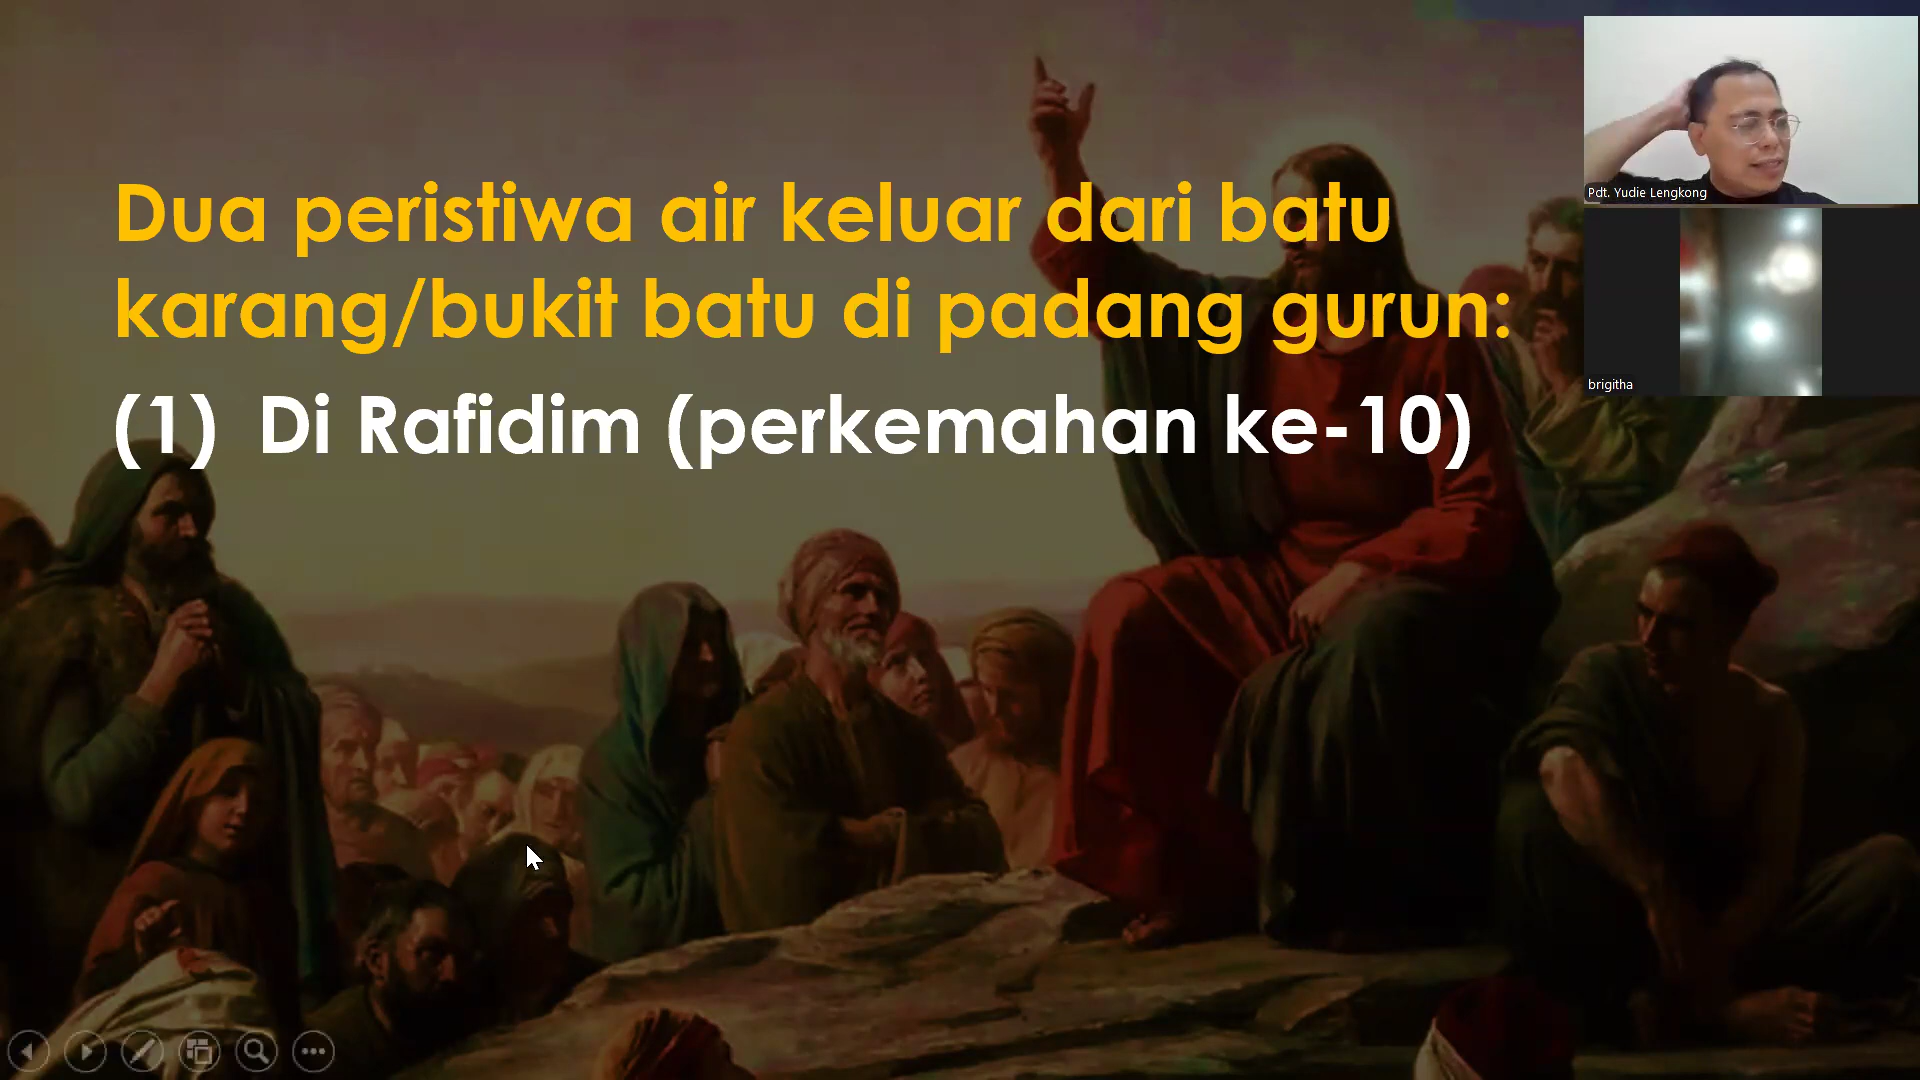 Dua peristiwa air keluar dari batu
karang/bukit batu di padang gurun:
(1) Di Rafidim (perkemahan ke-10)
Pdt. Yudie Lengkong
brigitha